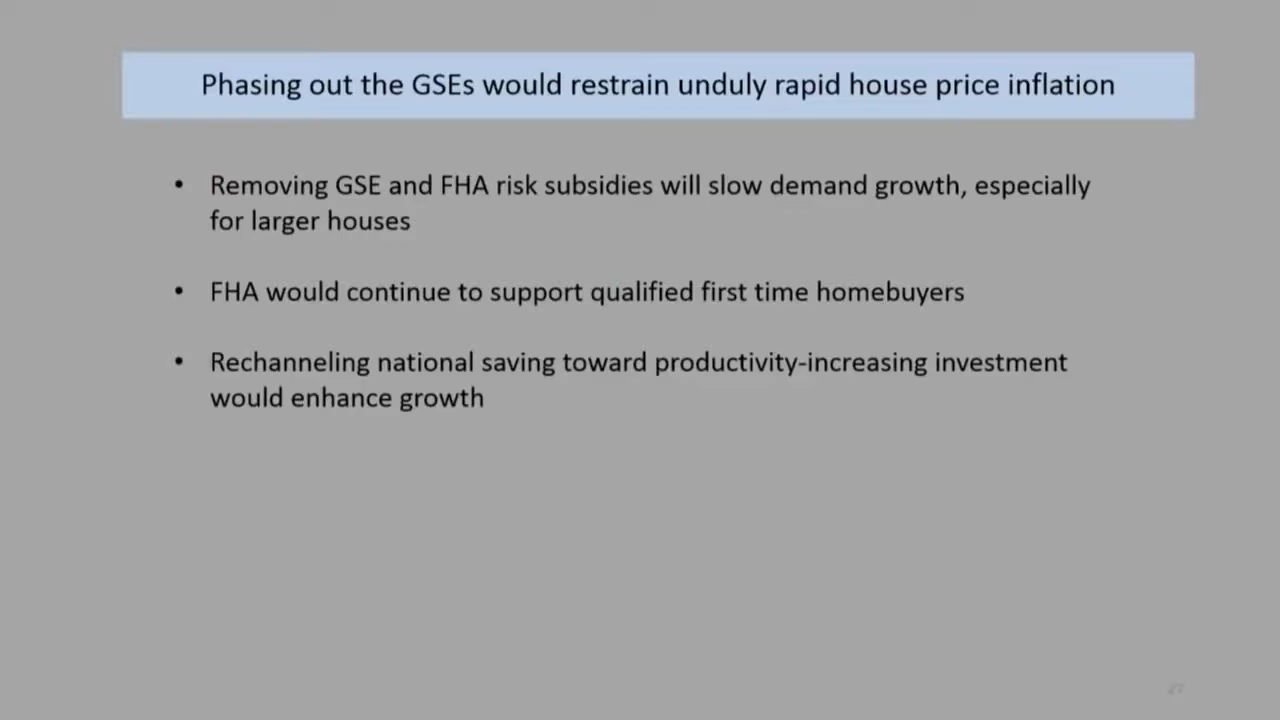 Phasing out the GSEs would restrain unduly rapid house price inflation
• Removing GSE and FHA risk subsidies will slow demand growth, especially
for larger houses
• FHA would continue to support qualified first time homebuyers
• Rechanneling national saving toward productivity-increasing investment
would enhance growth